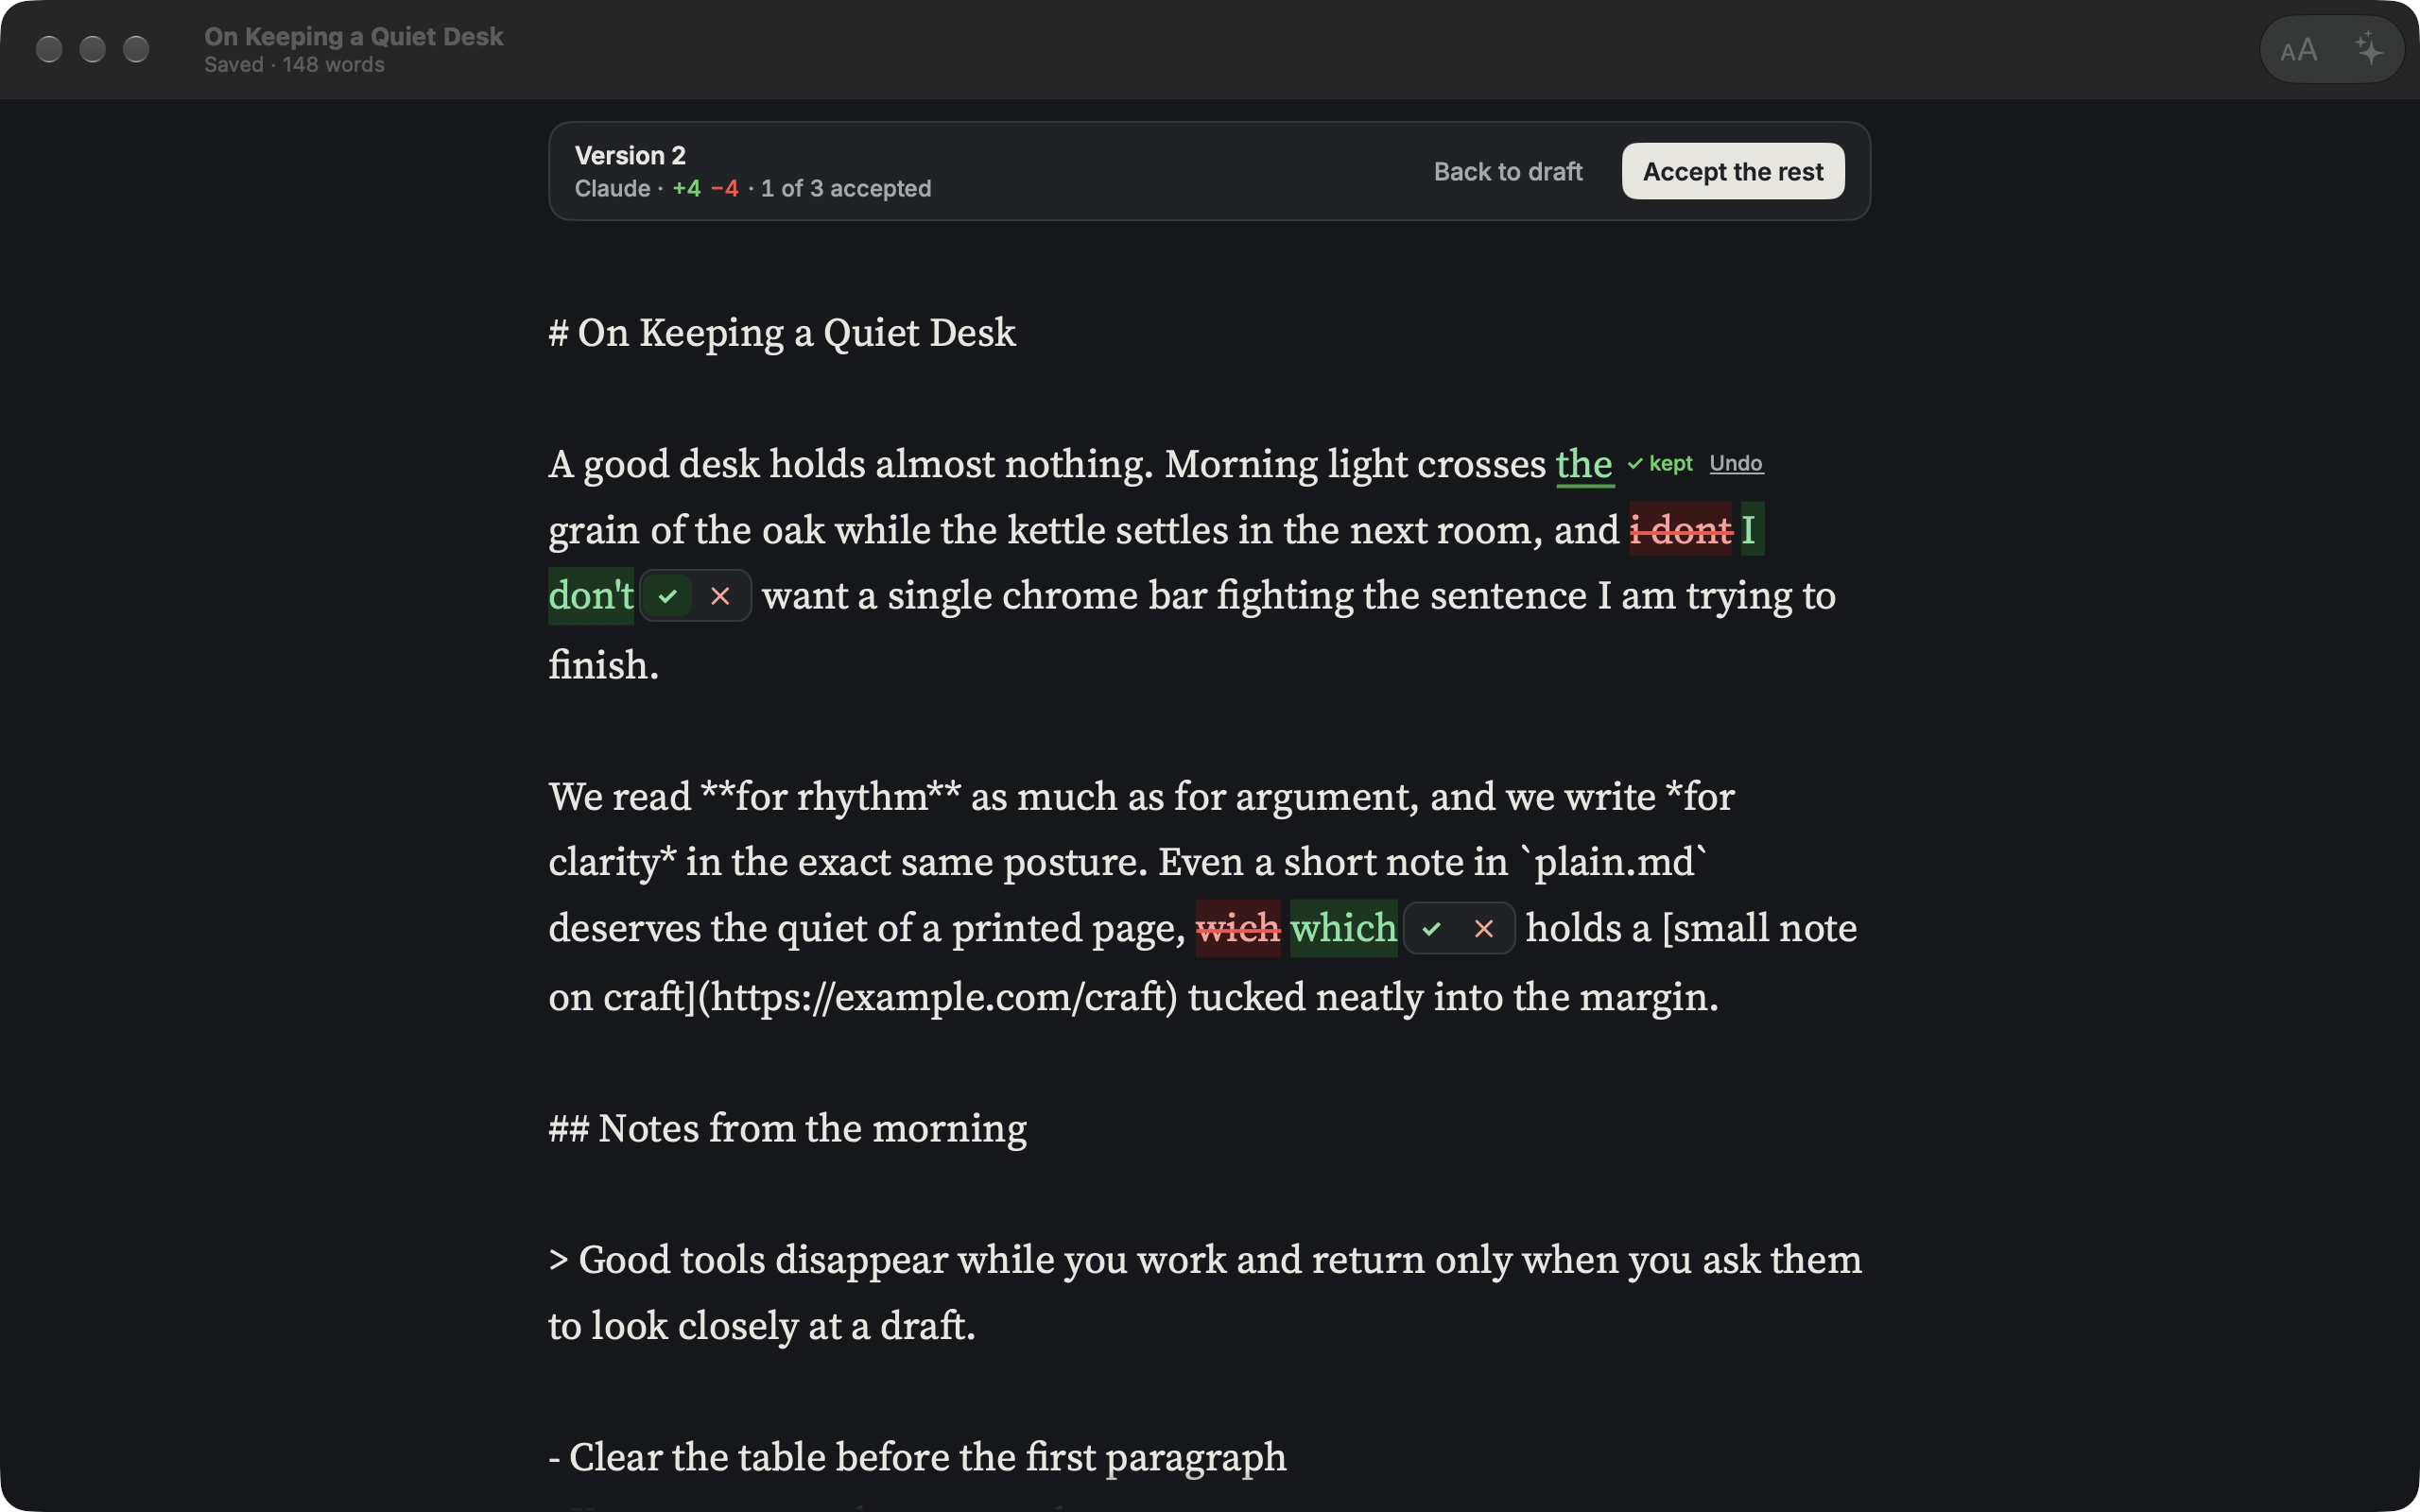 On Keeping a Quiet Desk
Saved · 148 words
AA
Version 2
Claude · +4 −4 · 1 of 3 accepted
Back to draft
Accept the rest
# On Keeping a Quiet Desk
A good desk holds almost nothing. Morning light crosses the ✓ kept Undo
grain of the oak while the kettle settles in the next room, and i dont I
don't ✓ ✕ want a single chrome bar fighting the sentence I am trying to
finish.
We read **for rhythm** as much as for argument, and we write *for
clarity* in the exact same posture. Even a short note in `plain.md`
deserves the quiet of a printed page, wich which ✓ ✕ holds a [small note
on craft](https://example.com/craft) tucked neatly into the margin.
## Notes from the morning
> Good tools disappear while you work and return only when you ask them
to look closely at a draft.
- Clear the table before the first paragraph